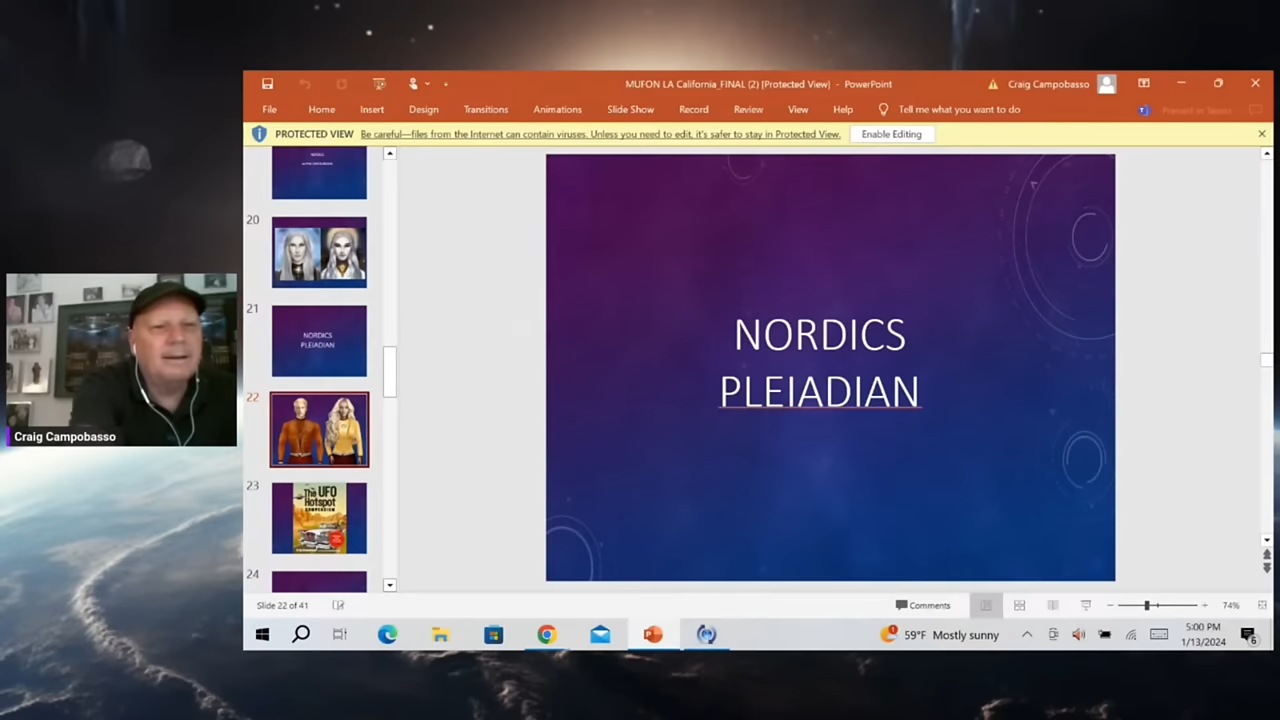 MUFON LA California_FINAL (2) [Protected View] - PowerPoint
Craig Campobasso
File Home Insert Design Transitions Animations Slide Show Record Review View Help Tell me what you want to do
PROTECTED VIEW Be careful—files from the Internet can contain viruses. Unless you need to edit, it's safer to stay in Protected View. Enable Editing
20
21
NORDICS
PLEIADIAN
22
23
The UFO
Hotspot
COMPENDIUM
24
NORDICS
PLEIADIAN
Craig Campobasso
Slide 22 of 41
Comments
74%
59°F Mostly sunny
5:00 PM
1/13/2024
6